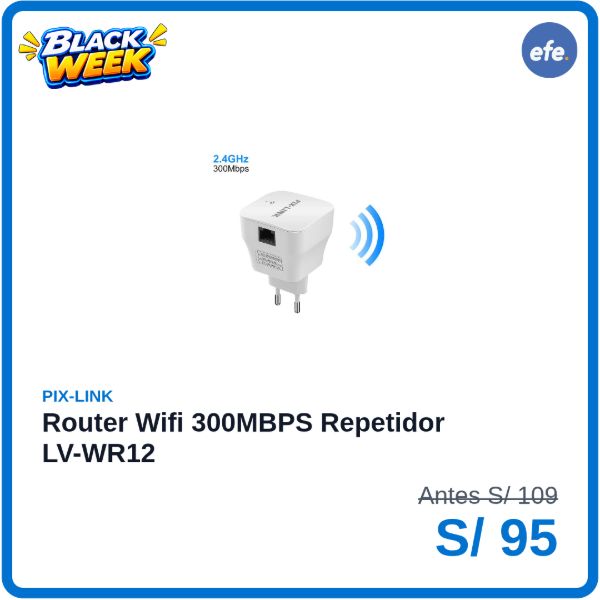 BLACK
WEEK
efe.
2.4GHz
300Mbps
PIX-LINK
PIX-LINK
Router Wifi 300MBPS Repetidor
LV-WR12
Antes S/ 109
S/ 95